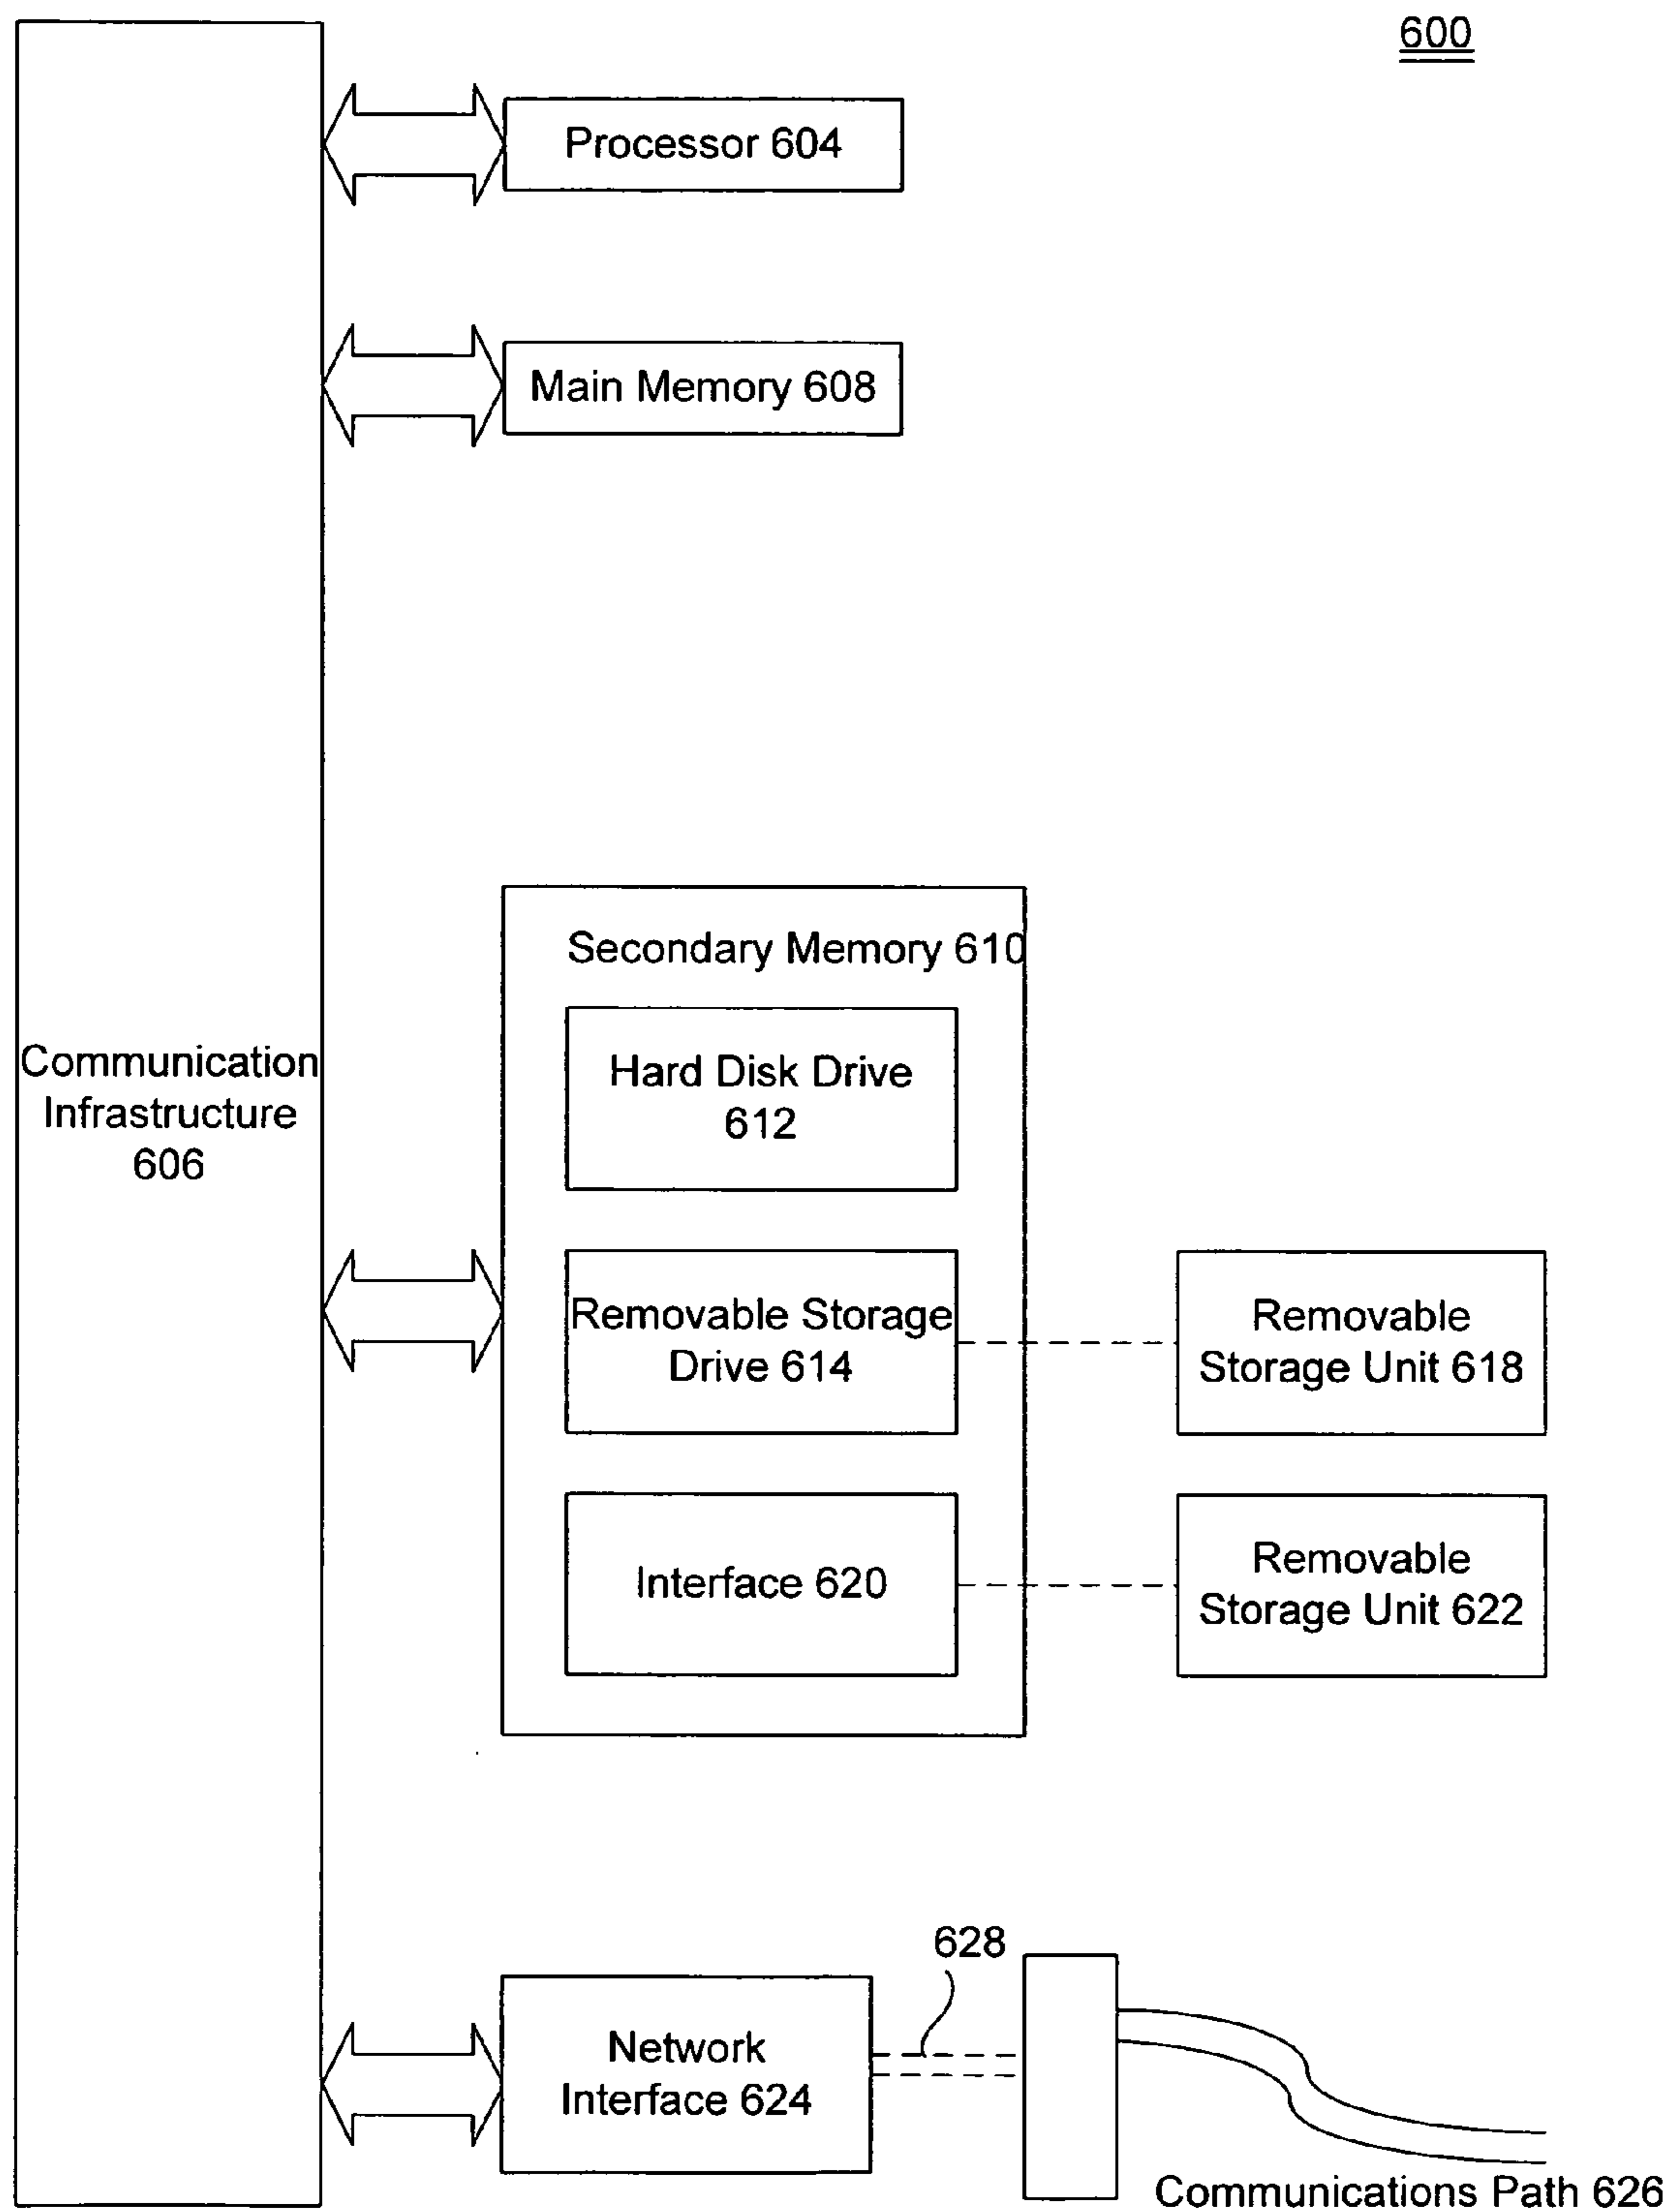 600
Processor 604
Main Memory 608
Secondary Memory 610
Hard Disk Drive
612
Communication
Infrastructure
606
Removable Storage
Drive 614
Removable
Storage Unit 618
Interface 620
Removable
Storage Unit 622
628
Network
Interface 624
Communications Path 626